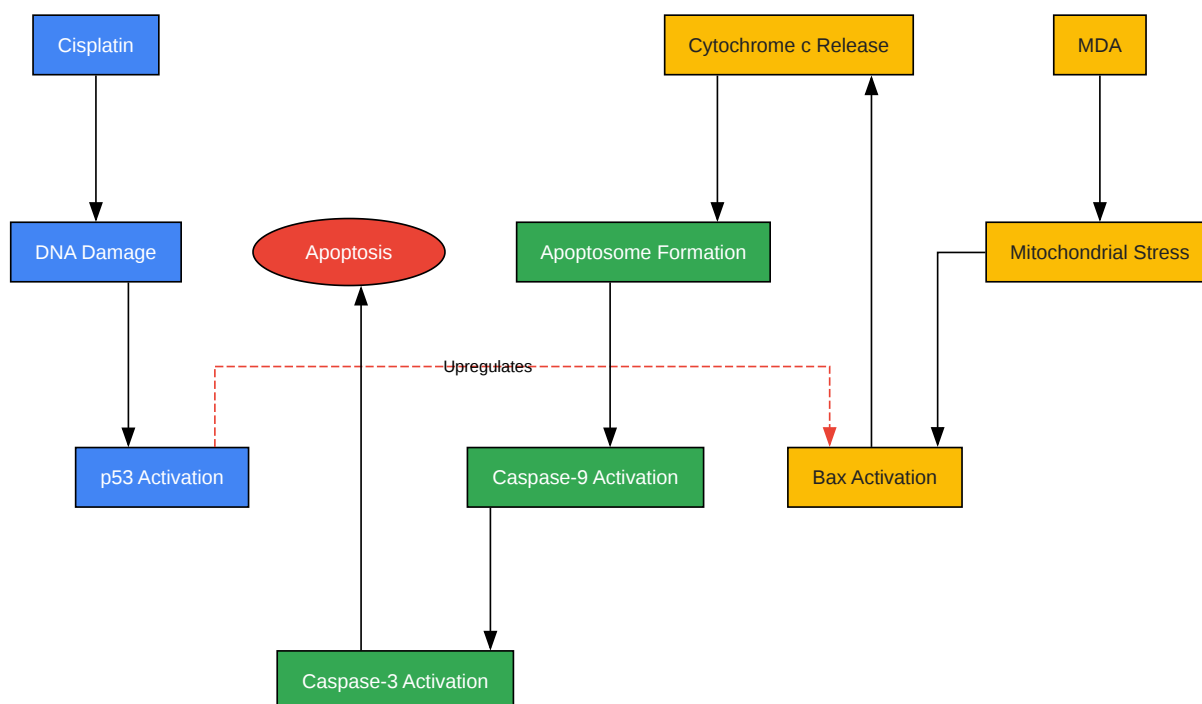 Cisplatin
Cytochrome c Release
MDA
DNA Damage
Apoptosis
Apoptosome Formation
Mitochondrial Stress
Upregulates
p53 Activation
Caspase-9 Activation
Bax Activation
Caspase-3 Activation